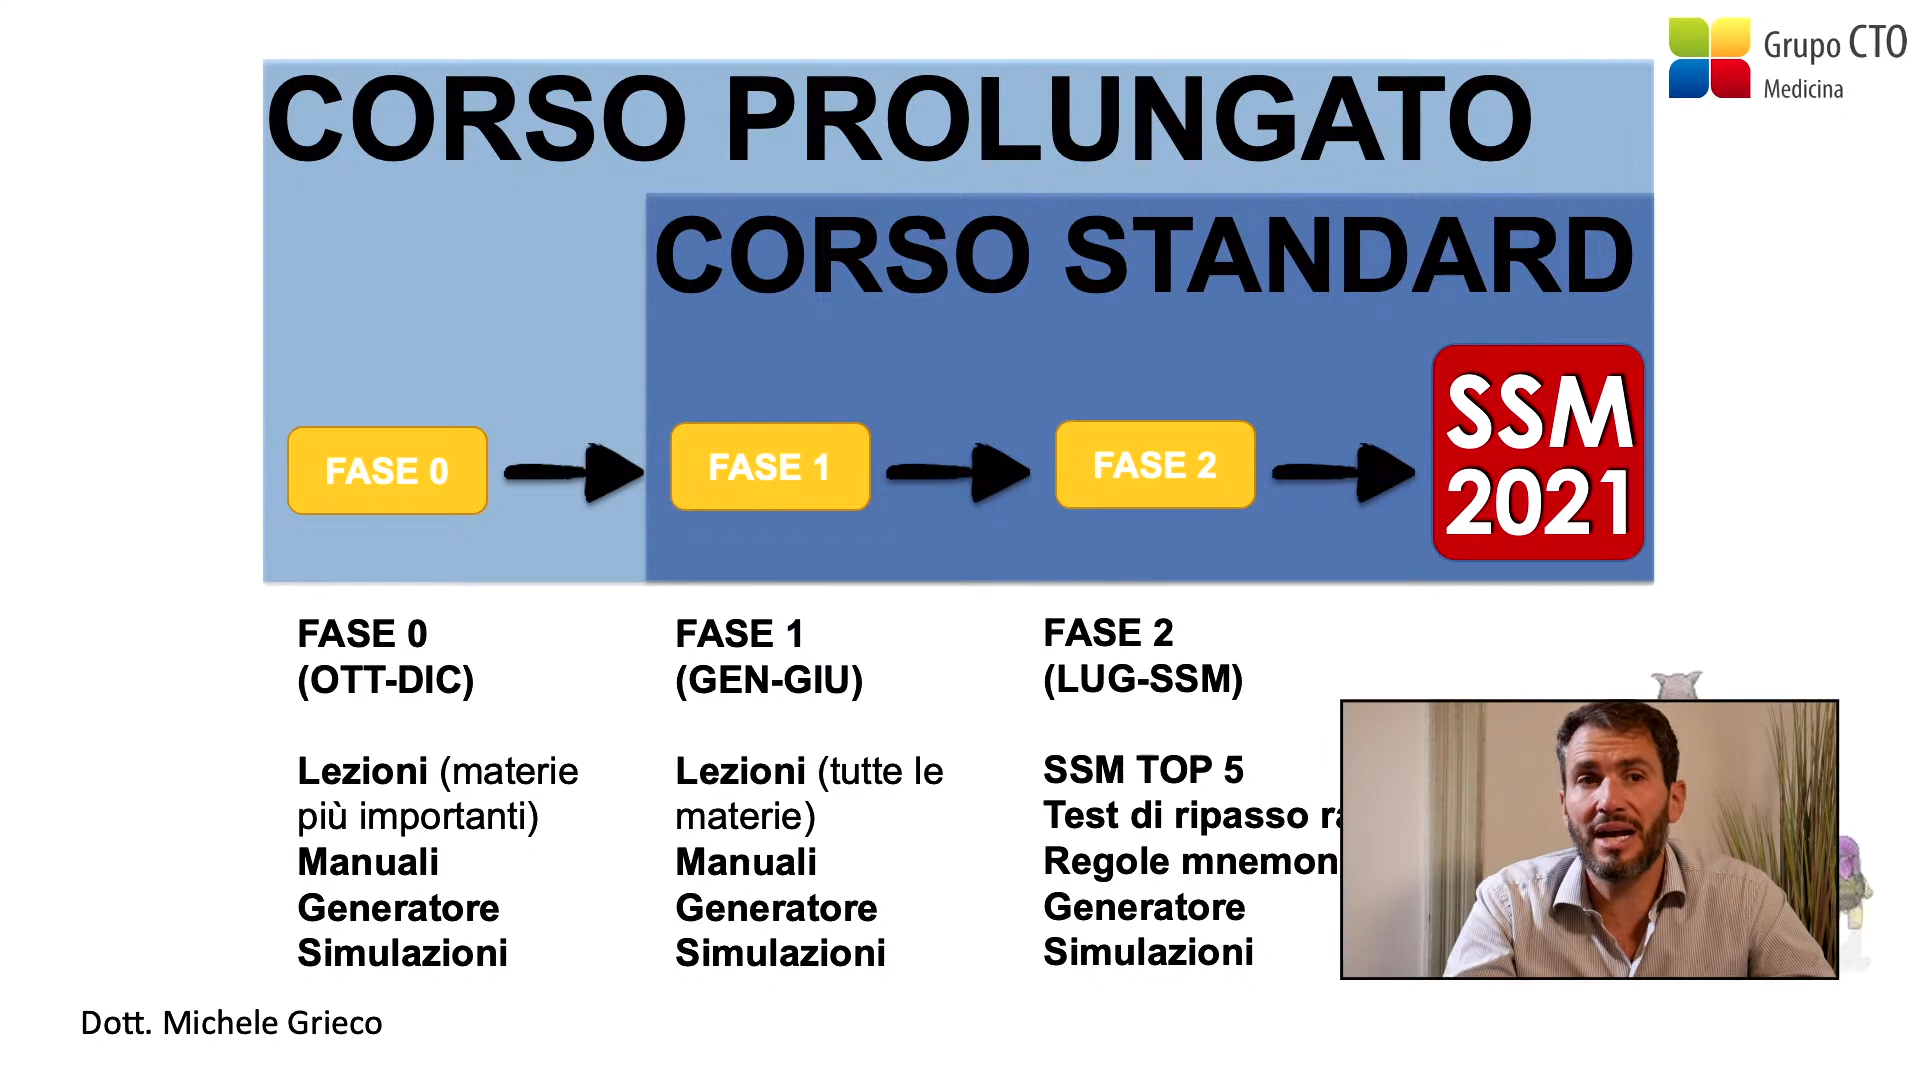 Grupo CTO
Medicina
CORSO PROLUNGATO
CORSO STANDARD
FASE 0
FASE 1
FASE 2
SSM
2021
FASE 0
(OTT-DIC)
Lezioni (materie
più importanti)
Manuali
Generatore
Simulazioni
FASE 1
(GEN-GIU)
Lezioni (tutte le
materie)
Manuali
Generatore
Simulazioni
FASE 2
(LUG-SSM)
SSM TOP 5
Test di ripasso
Regole
Generatore
Simulazioni
Dott. Michele Grieco